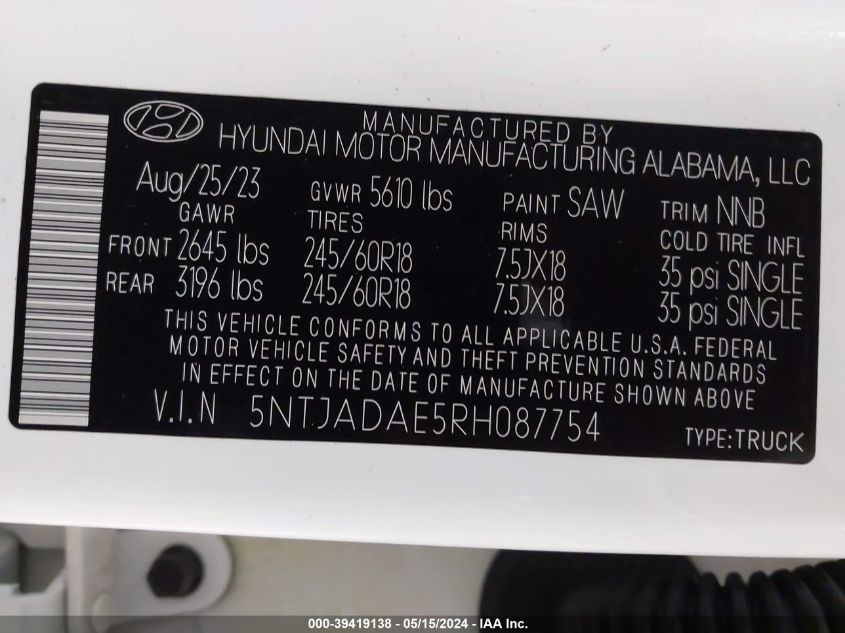 MANUFACTURED BY
HYUNDAI MOTOR MANUFACTURING ALABAMA, LLC
Aug/25/23 GVWR 5610 lbs PAINT SAW TRIM NNB
GAWR TIRES RIMS COLD TIRE INFL
FRONT 2645 lbs 245/60R18 7.5JX18 35 psi SINGLE
REAR 3196 lbs 245/60R18 7.5JX18 35 psi SINGLE
THIS VEHICLE CONFORMS TO ALL APPLICABLE U.S.A. FEDERAL
MOTOR VEHICLE SAFETY AND THEFT PREVENTION STANDARDS
IN EFFECT ON THE DATE OF MANUFACTURE SHOWN ABOVE
V.I.N 5NTJADAE5RH087754 TYPE:TRUCK
000-39419138 - 05/15/2024 - IAA Inc.